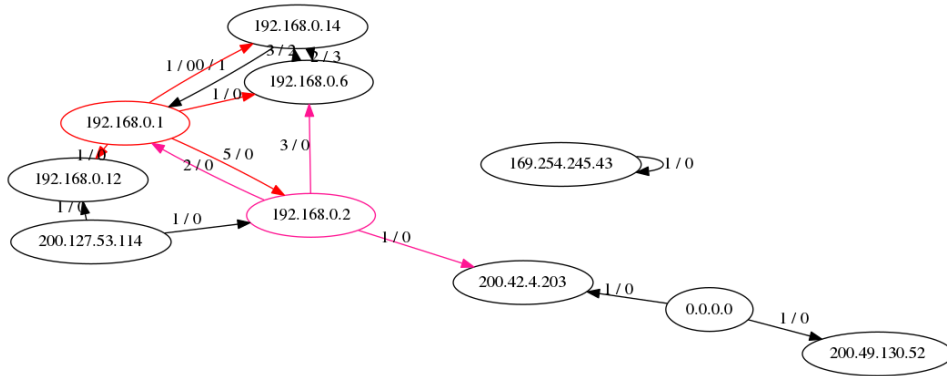 192.168.0.14
3 / 2
2 / 3
1 / 0
0 / 1
192.168.0.6
1 / 0
192.168.0.1
5 / 0
3 / 0
1 / 0
2 / 0
169.254.245.43
1 / 0
192.168.0.12
1 / 0
192.168.0.2
1 / 0
200.127.53.114
1 / 0
200.42.4.203
1 / 0
0.0.0.0
1 / 0
200.49.130.52